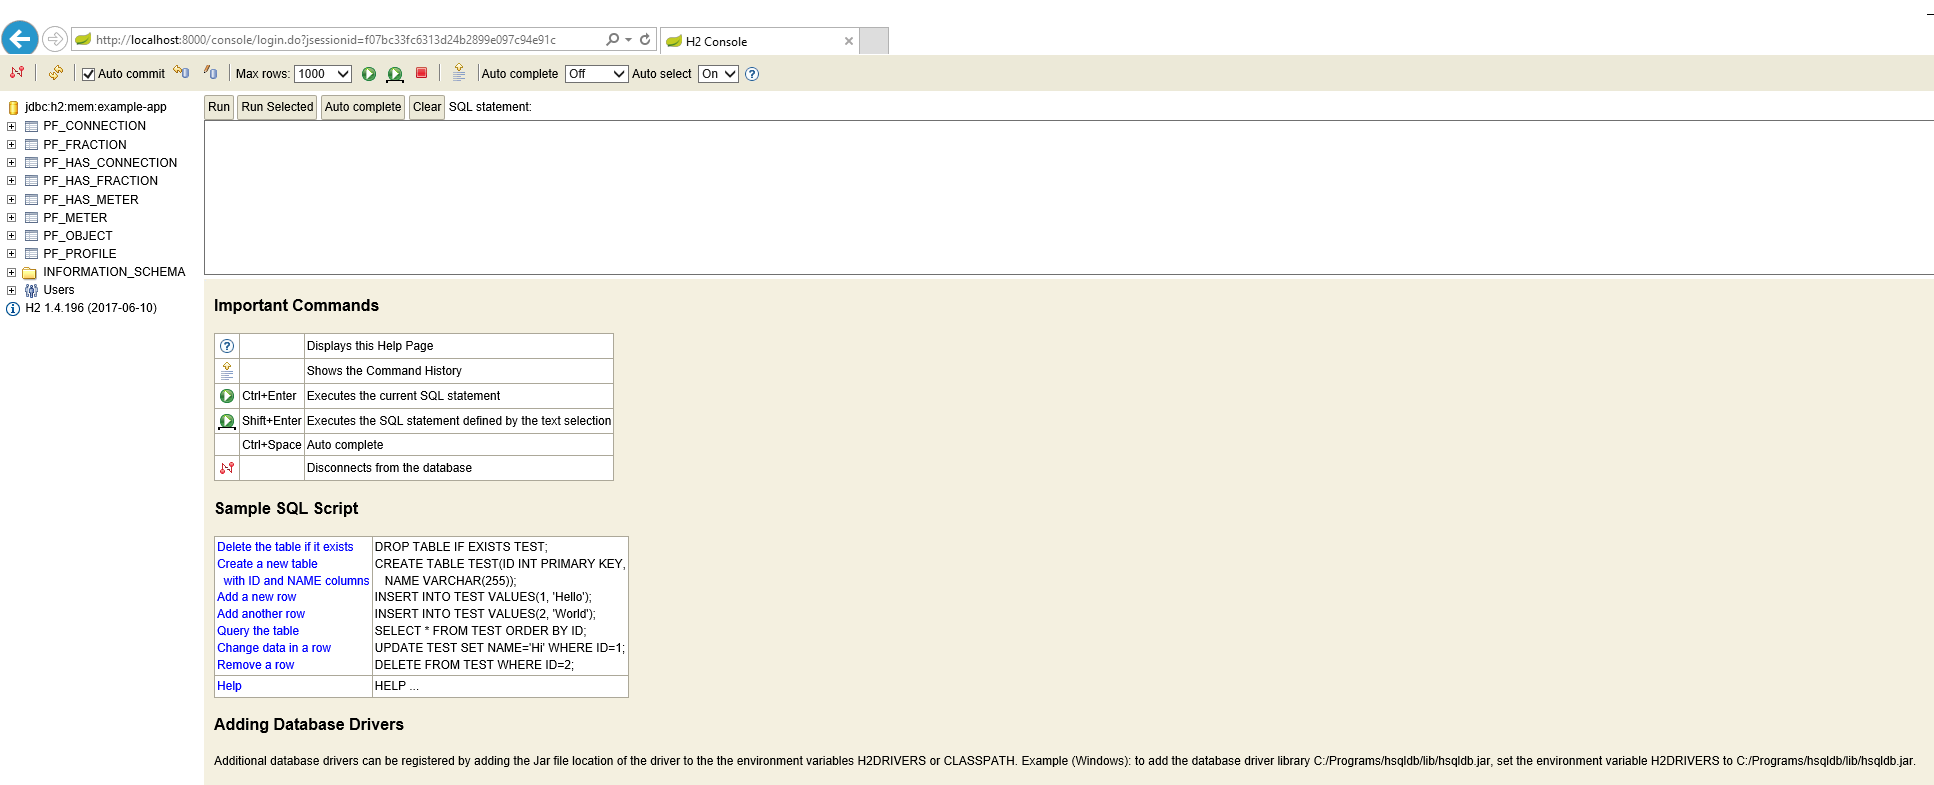 http://localhost:8000/console/login.do?jsessionid=f07bc33fc6313d24b2899e097c94e91c
H2 Console
Auto commit Max rows: 1000 Auto complete Off Auto select On
jdbc:h2:mem:example-app
PF_CONNECTION
PF_FRACTION
PF_HAS_CONNECTION
PF_HAS_FRACTION
PF_HAS_METER
PF_METER
PF_OBJECT
PF_PROFILE
INFORMATION_SCHEMA
Users
H2 1.4.196 (2017-06-10)
Run Run Selected Auto complete Clear SQL statement:
Important Commands
Displays this Help Page
Shows the Command History
Ctrl+Enter Executes the current SQL statement
Shift+Enter Executes the SQL statement defined by the text selection
Ctrl+Space Auto complete
Disconnects from the database
Sample SQL Script
Delete the table if it exists DROP TABLE IF EXISTS TEST;
Create a new table CREATE TABLE TEST(ID INT PRIMARY KEY,
with ID and NAME columns NAME VARCHAR(255));
Add a new row INSERT INTO TEST VALUES(1, 'Hello');
Add another row INSERT INTO TEST VALUES(2, 'World');
Query the table SELECT * FROM TEST ORDER BY ID;
Change data in a row UPDATE TEST SET NAME='Hi' WHERE ID=1;
Remove a row DELETE FROM TEST WHERE ID=2;
Help HELP ...
Adding Database Drivers
Additional database drivers can be registered by adding the Jar file location of the driver to the the environment variables H2DRIVERS or CLASSPATH. Example (Windows): to add the database driver library C:/Programs/hsqldb/lib/hsqldb.jar, set the environment variable H2DRIVERS to C:/Programs/hsqldb/lib/hsqldb.jar.